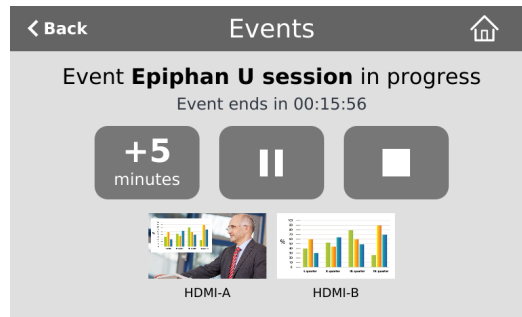 Back
Events
Event Epiphan U session in progress
Event ends in 00:15:56
+5
minutes
%
HDMI-A
HDMI-B